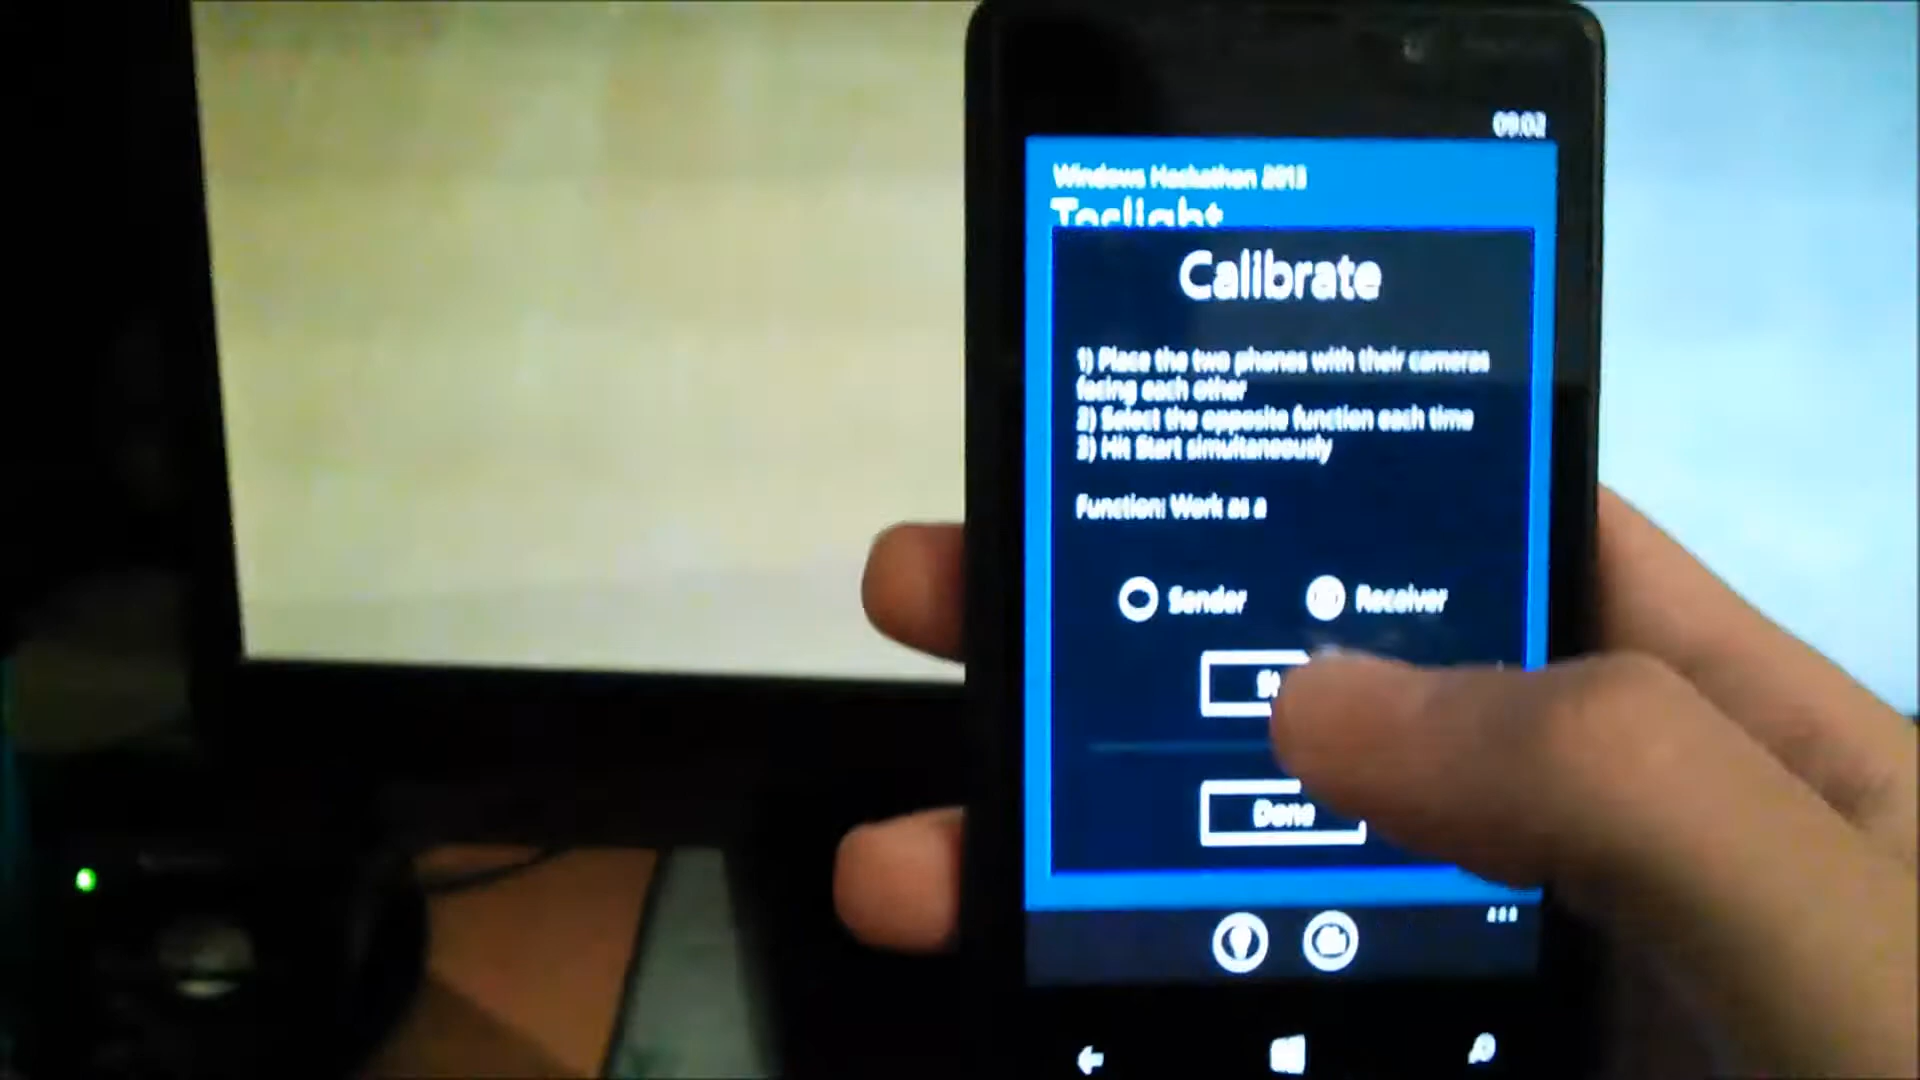 09:02
Windows Hackathon 2013
Calibrate
1) Place the two phones with their cameras
facing each other
2) Select the opposite function each time
3) Hit Start simultaneously
Function: Work as a
Sender Receiver
Done